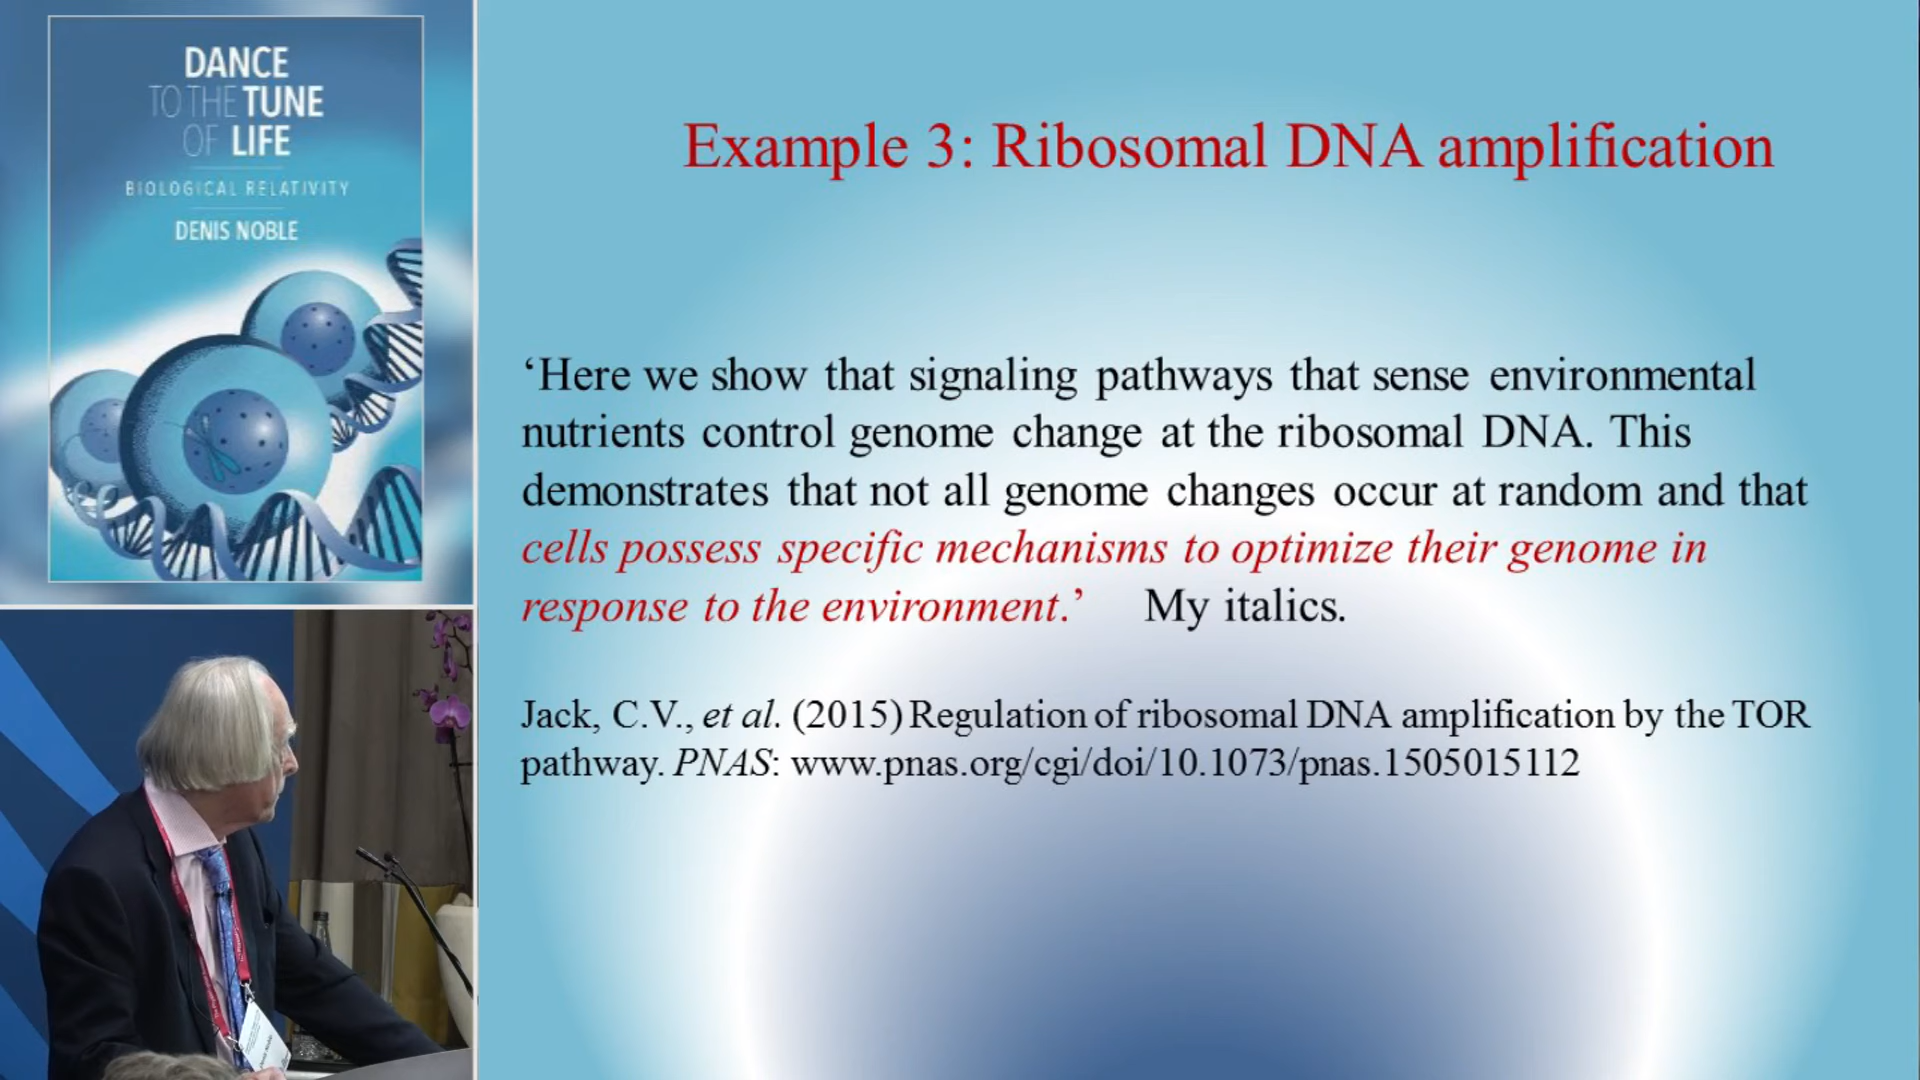 DANCE
TO THE TUNE
OF LIFE
BIOLOGICAL RELATIVITY
DENIS NOBLE
Example 3: Ribosomal DNA amplification
‘Here we show that signaling pathways that sense environmental
nutrients control genome change at the ribosomal DNA. This
demonstrates that not all genome changes occur at random and that
cells possess specific mechanisms to optimize their genome in
response to the environment.’ My italics.
Jack, C.V., et al. (2015) Regulation of ribosomal DNA amplification by the TOR
pathway. PNAS: www.pnas.org/cgi/doi/10.1073/pnas.1505015112